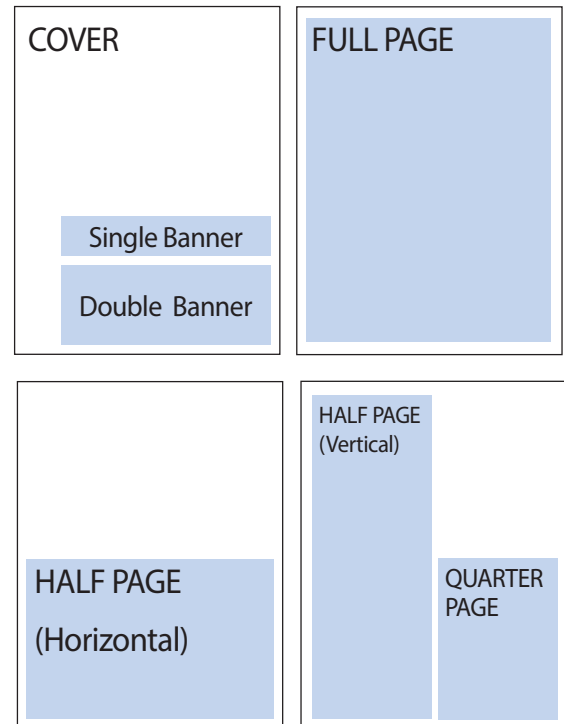 COVER
Single Banner
Double Banner
FULL PAGE
HALF PAGE
(Horizontal)
HALF PAGE
(Vertical)
QUARTER
PAGE